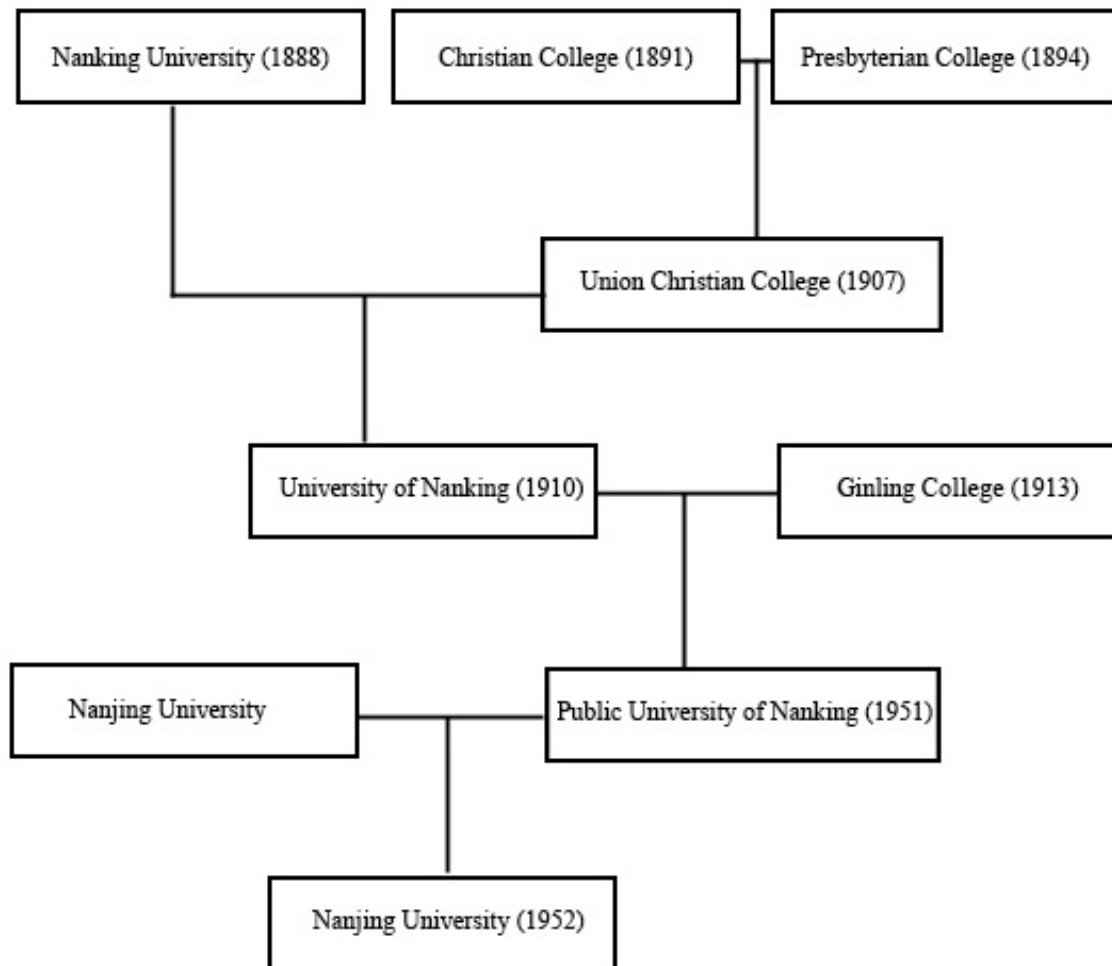 Nanking University (1888)
Christian College (1891)
Presbyterian College (1894)
Union Christian College (1907)
University of Nanking (1910)
Ginling College (1913)
Nanjing University
Public University of Nanking (1951)
Nanjing University (1952)